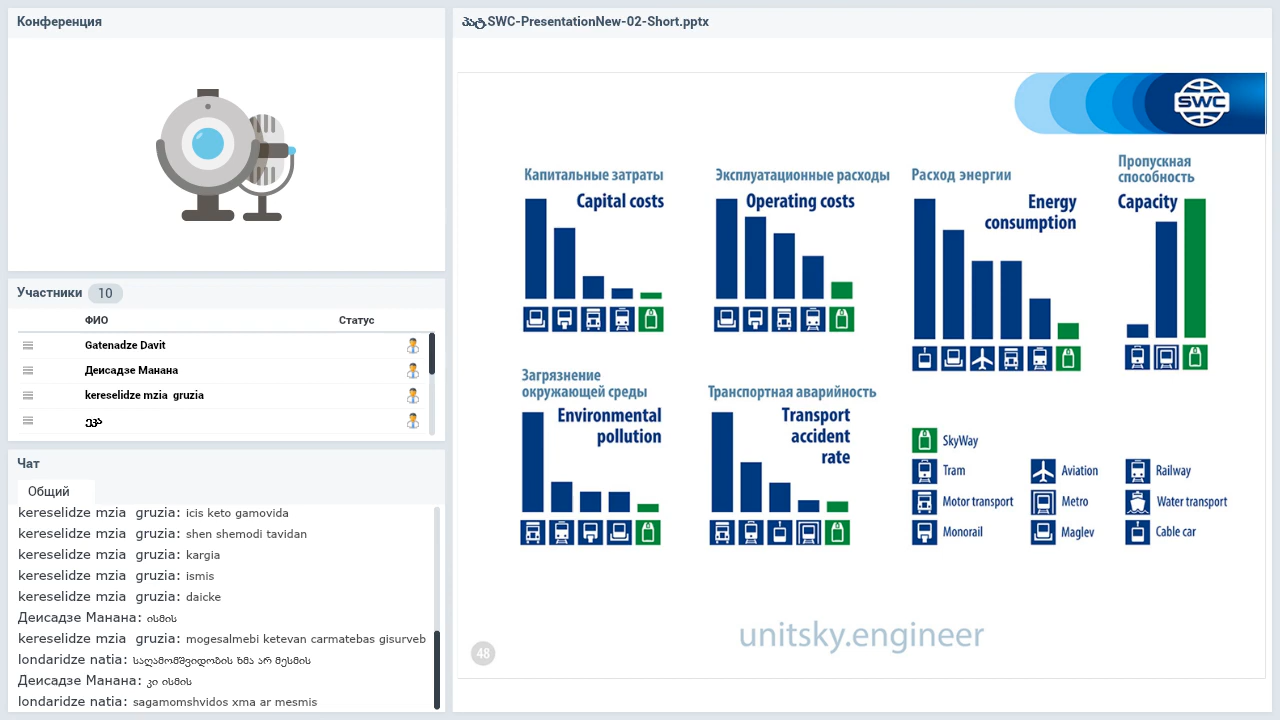 Конференция
Участники 10
ФИО Статус
Gatenadze Davit
Деисадзе Манана
kereselidze mzia gruzia
ევა
Чат
Общий
kereselidze mzia gruzia: icis keto gamovida
kereselidze mzia gruzia: shen shemodi tavidan
kereselidze mzia gruzia: kargia
kereselidze mzia gruzia: ismis
kereselidze mzia gruzia: daicke
Деисадзе Манана: ისმის
kereselidze mzia gruzia: mogesalmebi ketevan carmatebas gisurveb
londaridze natia: საღამომშვიდობის ხმა არ მესმის
Деисадзе Манана: კი ისმის
londaridze natia: sagamomshvidos xma ar mesmis
SWC-PresentationNew-02-Short.pptx
SWC
Капитальные затраты
Capital costs
Эксплуатационные расходы
Operating costs
Расход энергии
Energy
consumption
Пропускная
способность
Capacity
Загрязнение
окружающей среды
Environmental
pollution
Транспортная аварийность
Transport
accident
rate
SkyWay
Tram
Aviation
Railway
Motor transport
Metro
Water transport
Monorail
Maglev
Cable car
unitsky.engineer
48